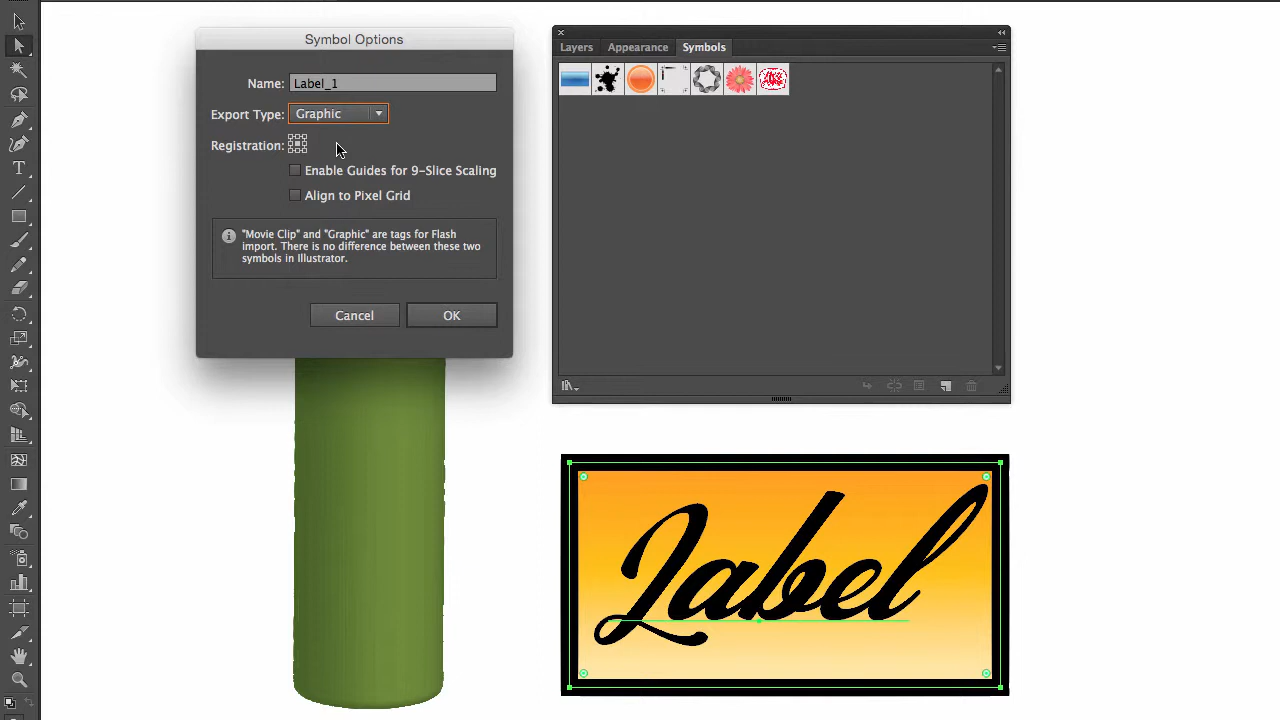 Symbol Options
Name: Label_1
Export Type: Graphic
Registration:
Enable Guides for 9-Slice Scaling
Align to Pixel Grid
"Movie Clip" and "Graphic" are tags for Flash
import. There is no difference between these two
symbols in Illustrator.
Cancel OK
Layers Appearance Symbols
Label